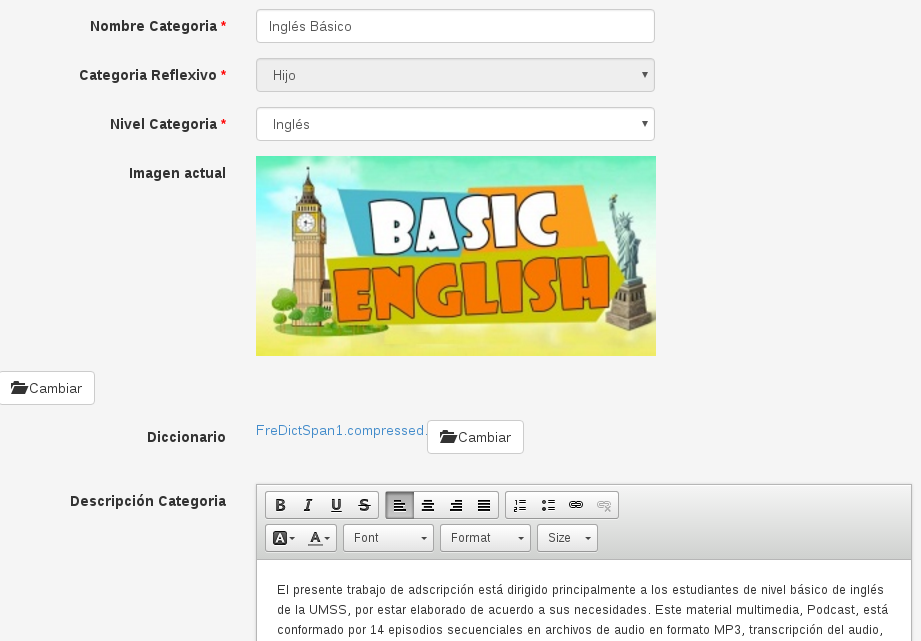 Nombre Categoria *
Inglés Básico
Categoria Reflexivo *
Hijo
Nivel Categoria *
Inglés
Imagen actual
BASIC
ENGLISH
Cambiar
Diccionario
FreDictSpan1.compressed.
Cambiar
Descripción Categoria
B I U S
A A Font Format Size
El presente trabajo de adscripción está dirigido principalmente a los estudiantes de nivel básico de inglés
de la UMSS, por estar elaborado de acuerdo a sus necesidades. Este material multimedia, Podcast, está
conformado por 14 episodios secuenciales en archivos de audio en formato MP3, transcripción del audio,